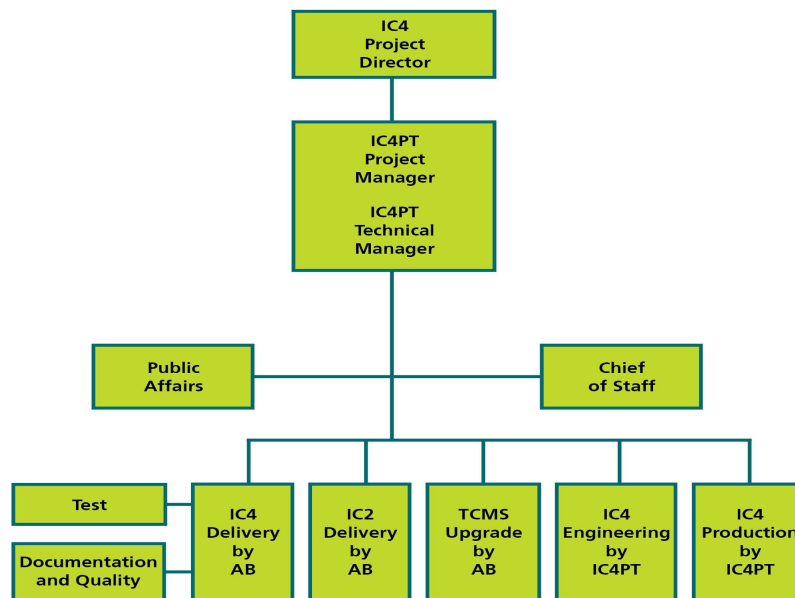 IC4
Project
Director
IC4PT
Project
Manager
IC4PT
Technical
Manager
Public
Affairs
Chief
of Staff
Test
Documentation
and Quality
IC4
Delivery
by
AB
IC2
Delivery
by
AB
TCMS
Upgrade
by
AB
IC4
Engineering
by
IC4PT
IC4
Production
by
IC4PT